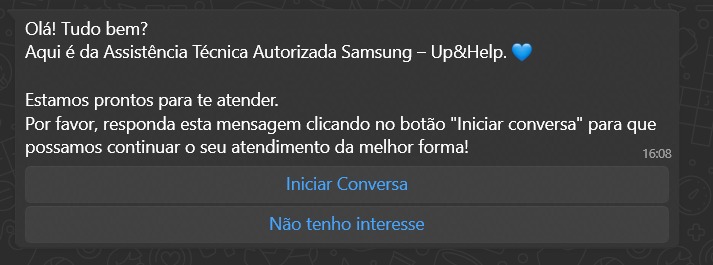 Olá! Tudo bem?
Aqui é da Assistência Técnica Autorizada Samsung – Up&Help. 💙
Estamos prontos para te atender.
Por favor, responda esta mensagem clicando no botão "Iniciar conversa" para que
possamos continuar o seu atendimento da melhor forma!
16:08
Iniciar Conversa
Não tenho interesse